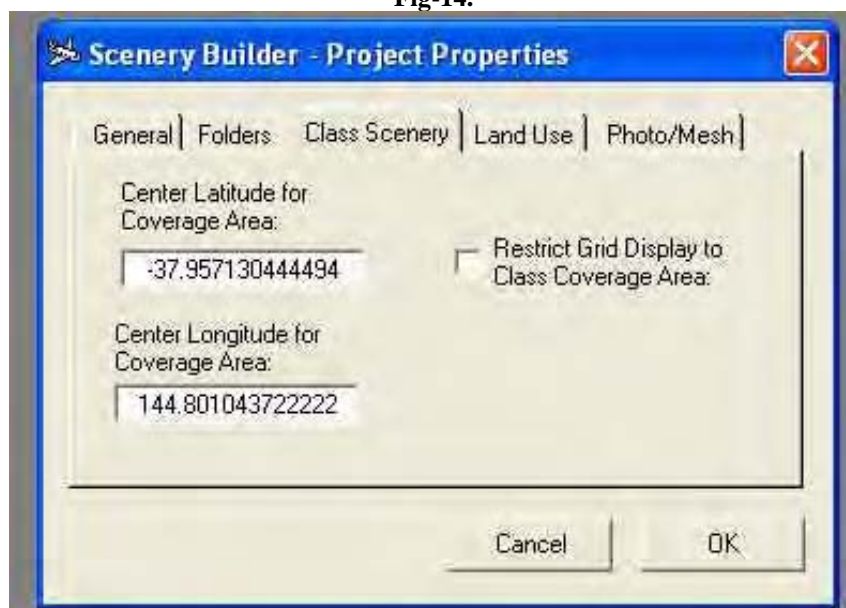 Fig-14.
Scenery Builder - Project Properties
General Folders Class Scenery Land Use Photo/Mesh
Center Latitude for
Coverage Area:
-37.957130444494
Restrict Grid Display to
Class Coverage Area:
Center Longitude for
Coverage Area:
144.801043722222
Cancel OK